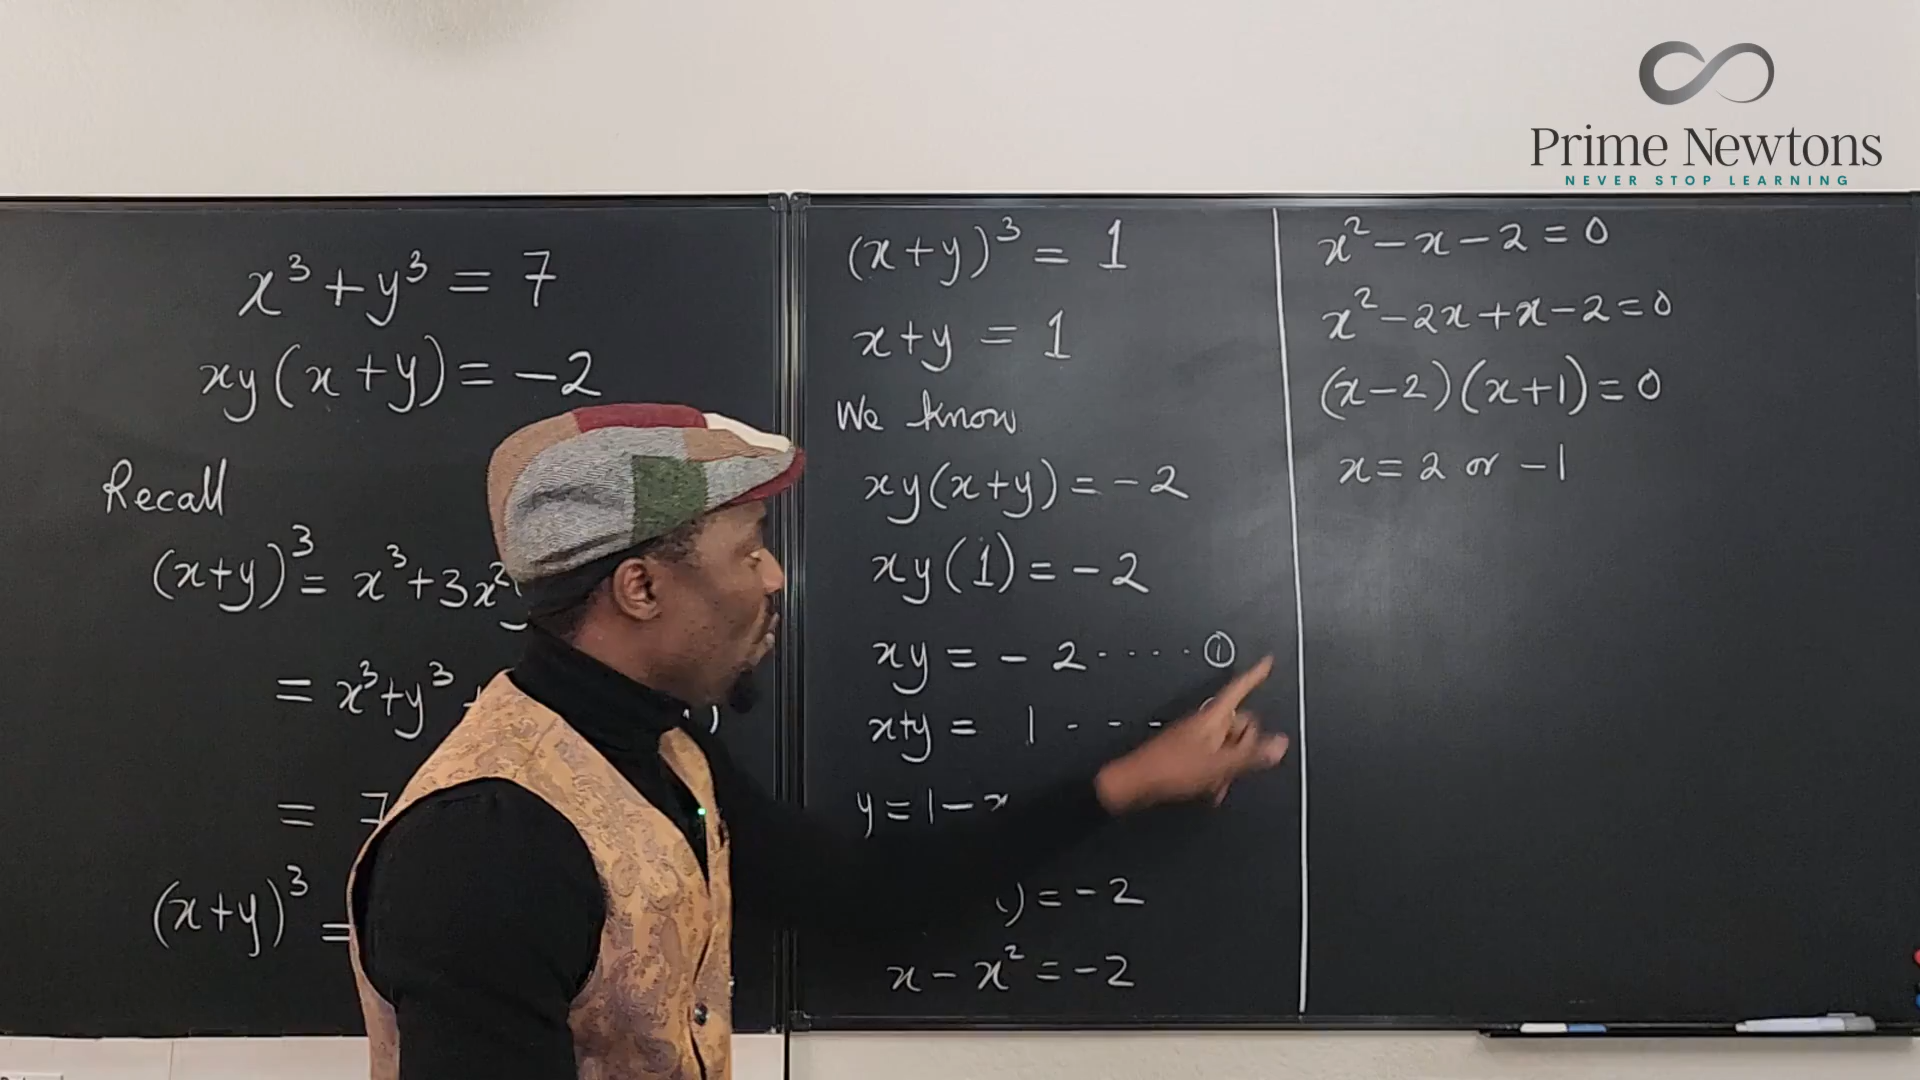 Prime Newtons
NEVER STOP LEARNING
x³ + y³ = 7
xy(x+y) = -2
Recall
(x+y)³ = x³ + 3x²
= x³ + y³
= 7
(x+y)³ =
(x+y)³ = 1
x+y = 1
We know
xy(x+y) = -2
xy(1) = -2
xy = -2 ····· ①
x+y = 1 - - -
y = 1-x
) = -2
x - x² = -2
x² - x - 2 = 0
x² - 2x + x - 2 = 0
(x-2)(x+1) = 0
x = 2 or -1